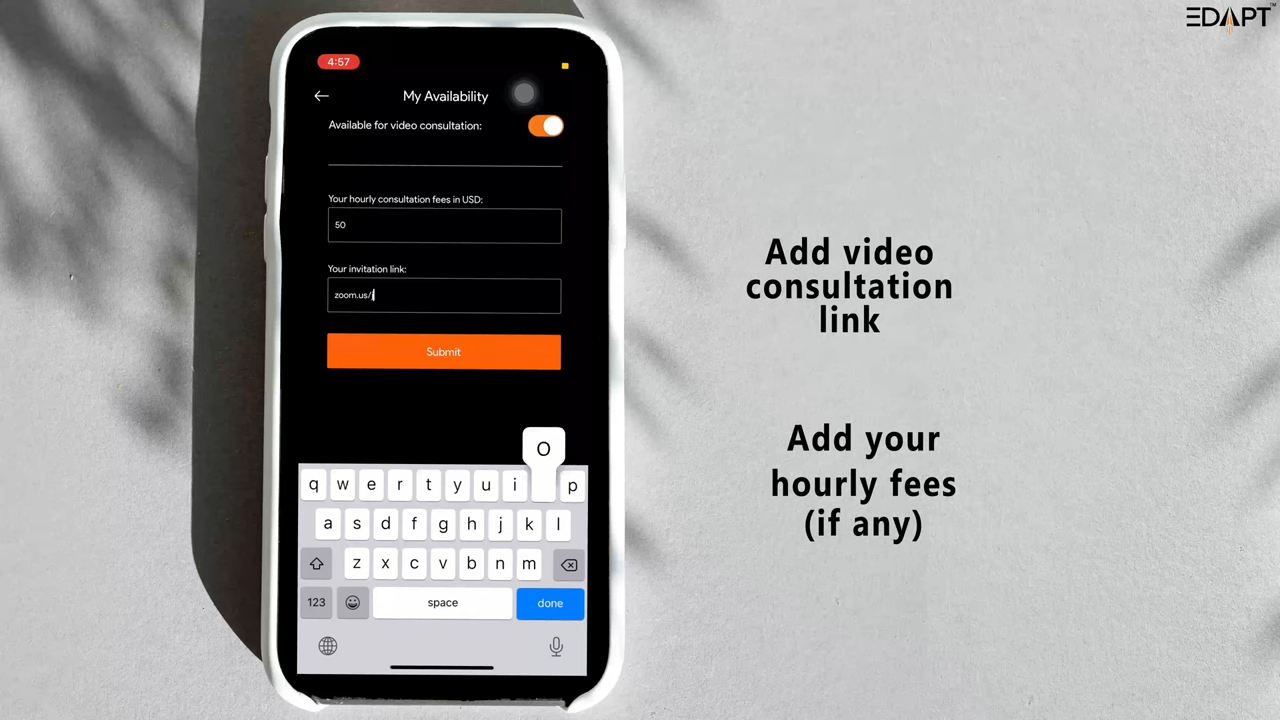 EDAPT™
4:57
My Availability
Available for video consultation:
Your hourly consultation fees in USD:
50
Your invitation link:
zoom.us/j
Submit
O
q w e r t y u i p
a s d f g h j k l
z x c v b n m
123 space done
Add video
consultation
link
Add your
hourly fees
(if any)